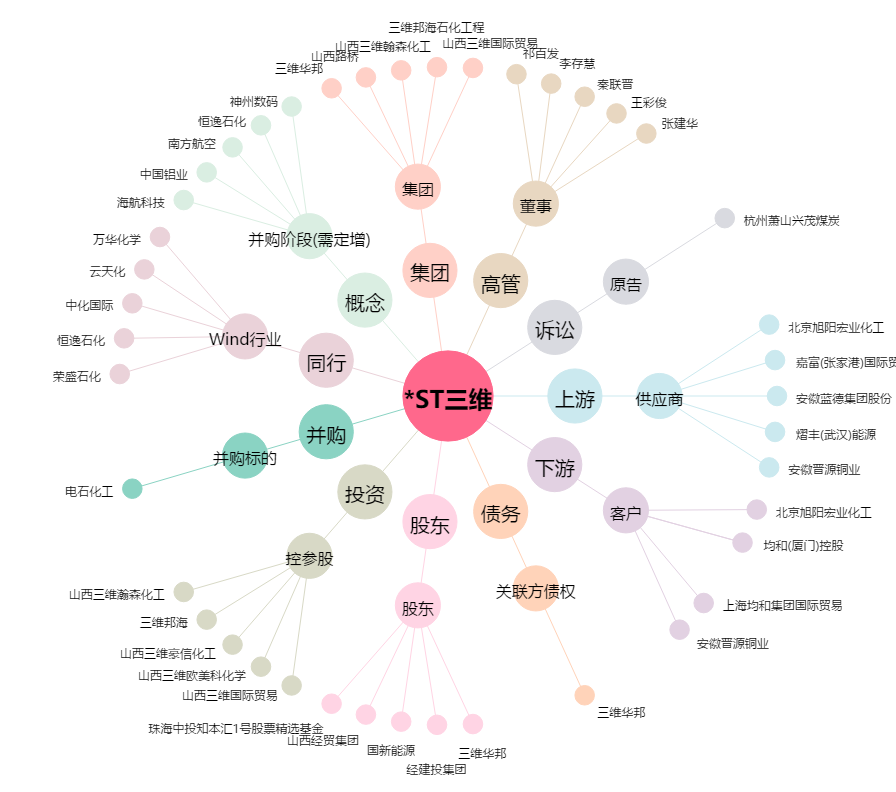 三维邦海石化工程
山西三维瀚森化工
山西三维国际贸易
山西路桥
三维华邦
祁百发
李存慧
秦联晋
王彩俊
张建华
神州数码
恒逸石化
南方航空
中国铝业
海航科技
集团
董事
杭州萧山兴茂煤炭
万华化学
云天化
中化国际
恒逸石化
荣盛石化
并购阶段(需定增)
集团
高管
原告
概念
诉讼
Wind行业
同行
北京旭阳宏业化工
嘉富(张家港)国际贸
安徽蓝德集团股份
熠丰(武汉)能源
安徽晋源铜业
*ST三维
上游
供应商
并购
并购标的
电石化工
下游
投资
股东
债务
客户
北京旭阳宏业化工
均和(厦门)控股
上海均和集团国际贸易
安徽晋源铜业
控参股
关联方债权
股东
山西三维瀚森化工
三维邦海
山西三维豪信化工
山西三维欧美科化学
山西三维国际贸易
三维华邦
珠海中投知本汇1号股票精选基金
山西经贸集团
国新能源
经建投集团
三维华邦